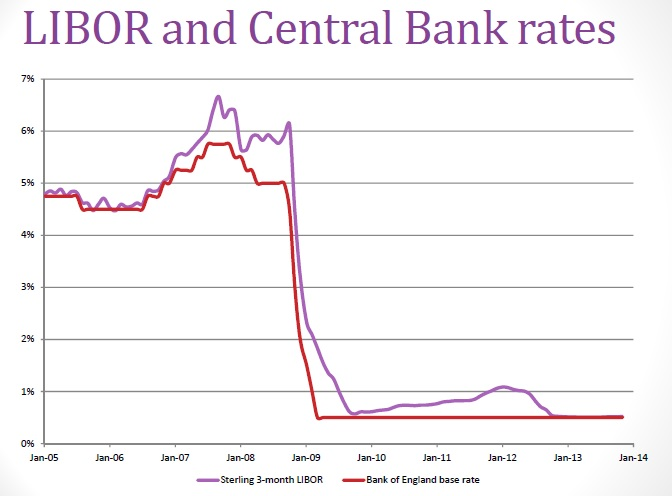 LIBOR and Central Bank rates
7%
6%
5%
4%
3%
2%
1%
0%
Jan-05 Jan-06 Jan-07 Jan-08 Jan-09 Jan-10 Jan-11 Jan-12 Jan-13 Jan-14
Sterling 3-month LIBOR Bank of England base rate